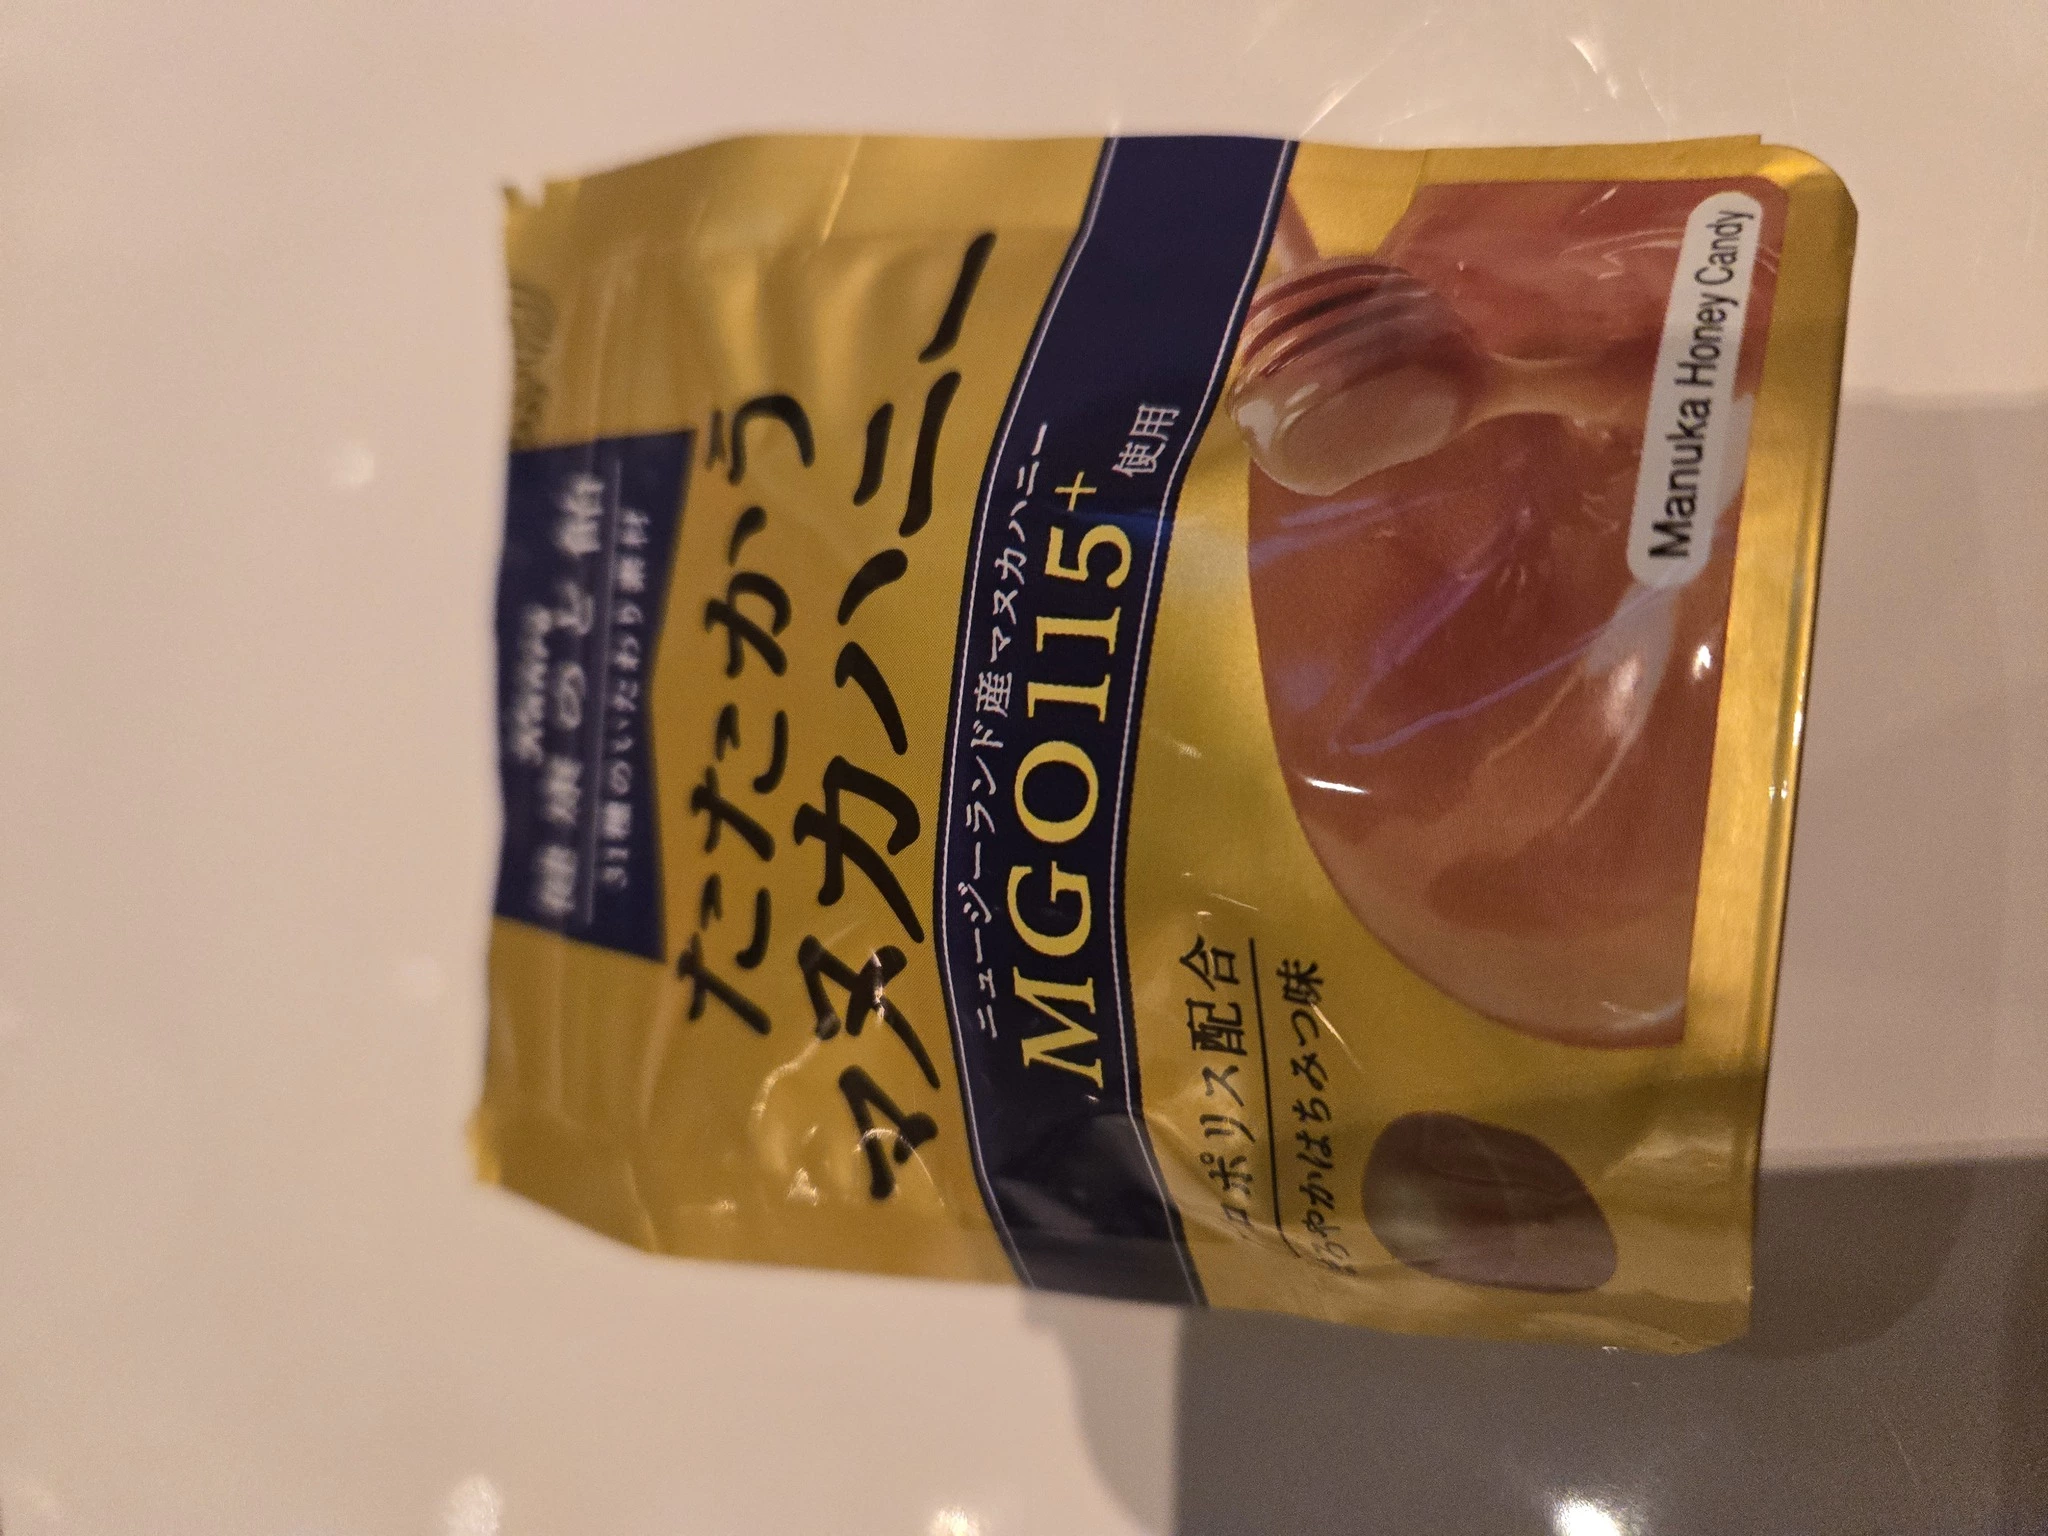 Kanro
健康のど飴
31種のいたわり素材
たたかう
マヌカハニー
ニュージーランド産マヌカハニー
MGO115+
使用
プロポリス配合
まろやかはちみつ味
Manuka Honey Candy